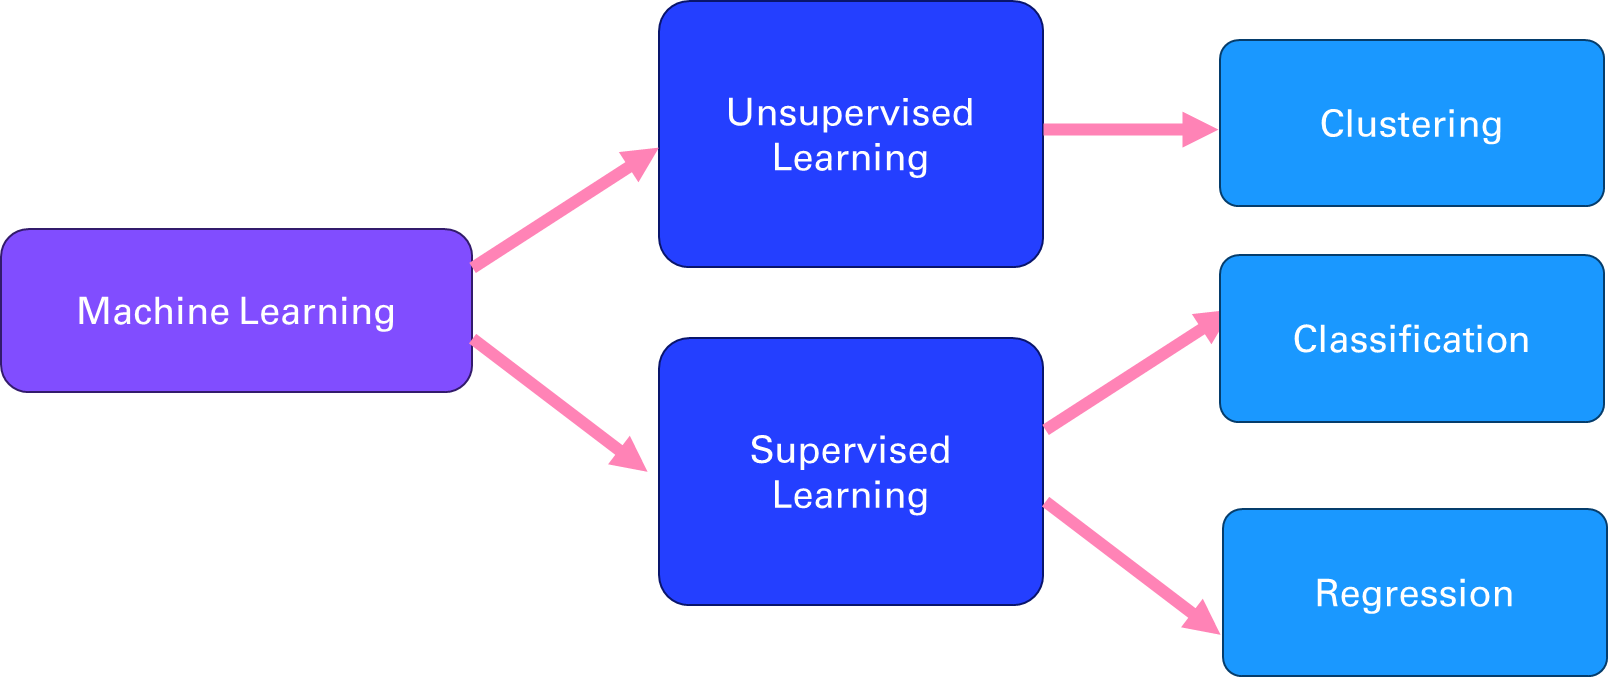 Machine Learning
Unsupervised
Learning
Supervised
Learning
Clustering
Classification
Regression